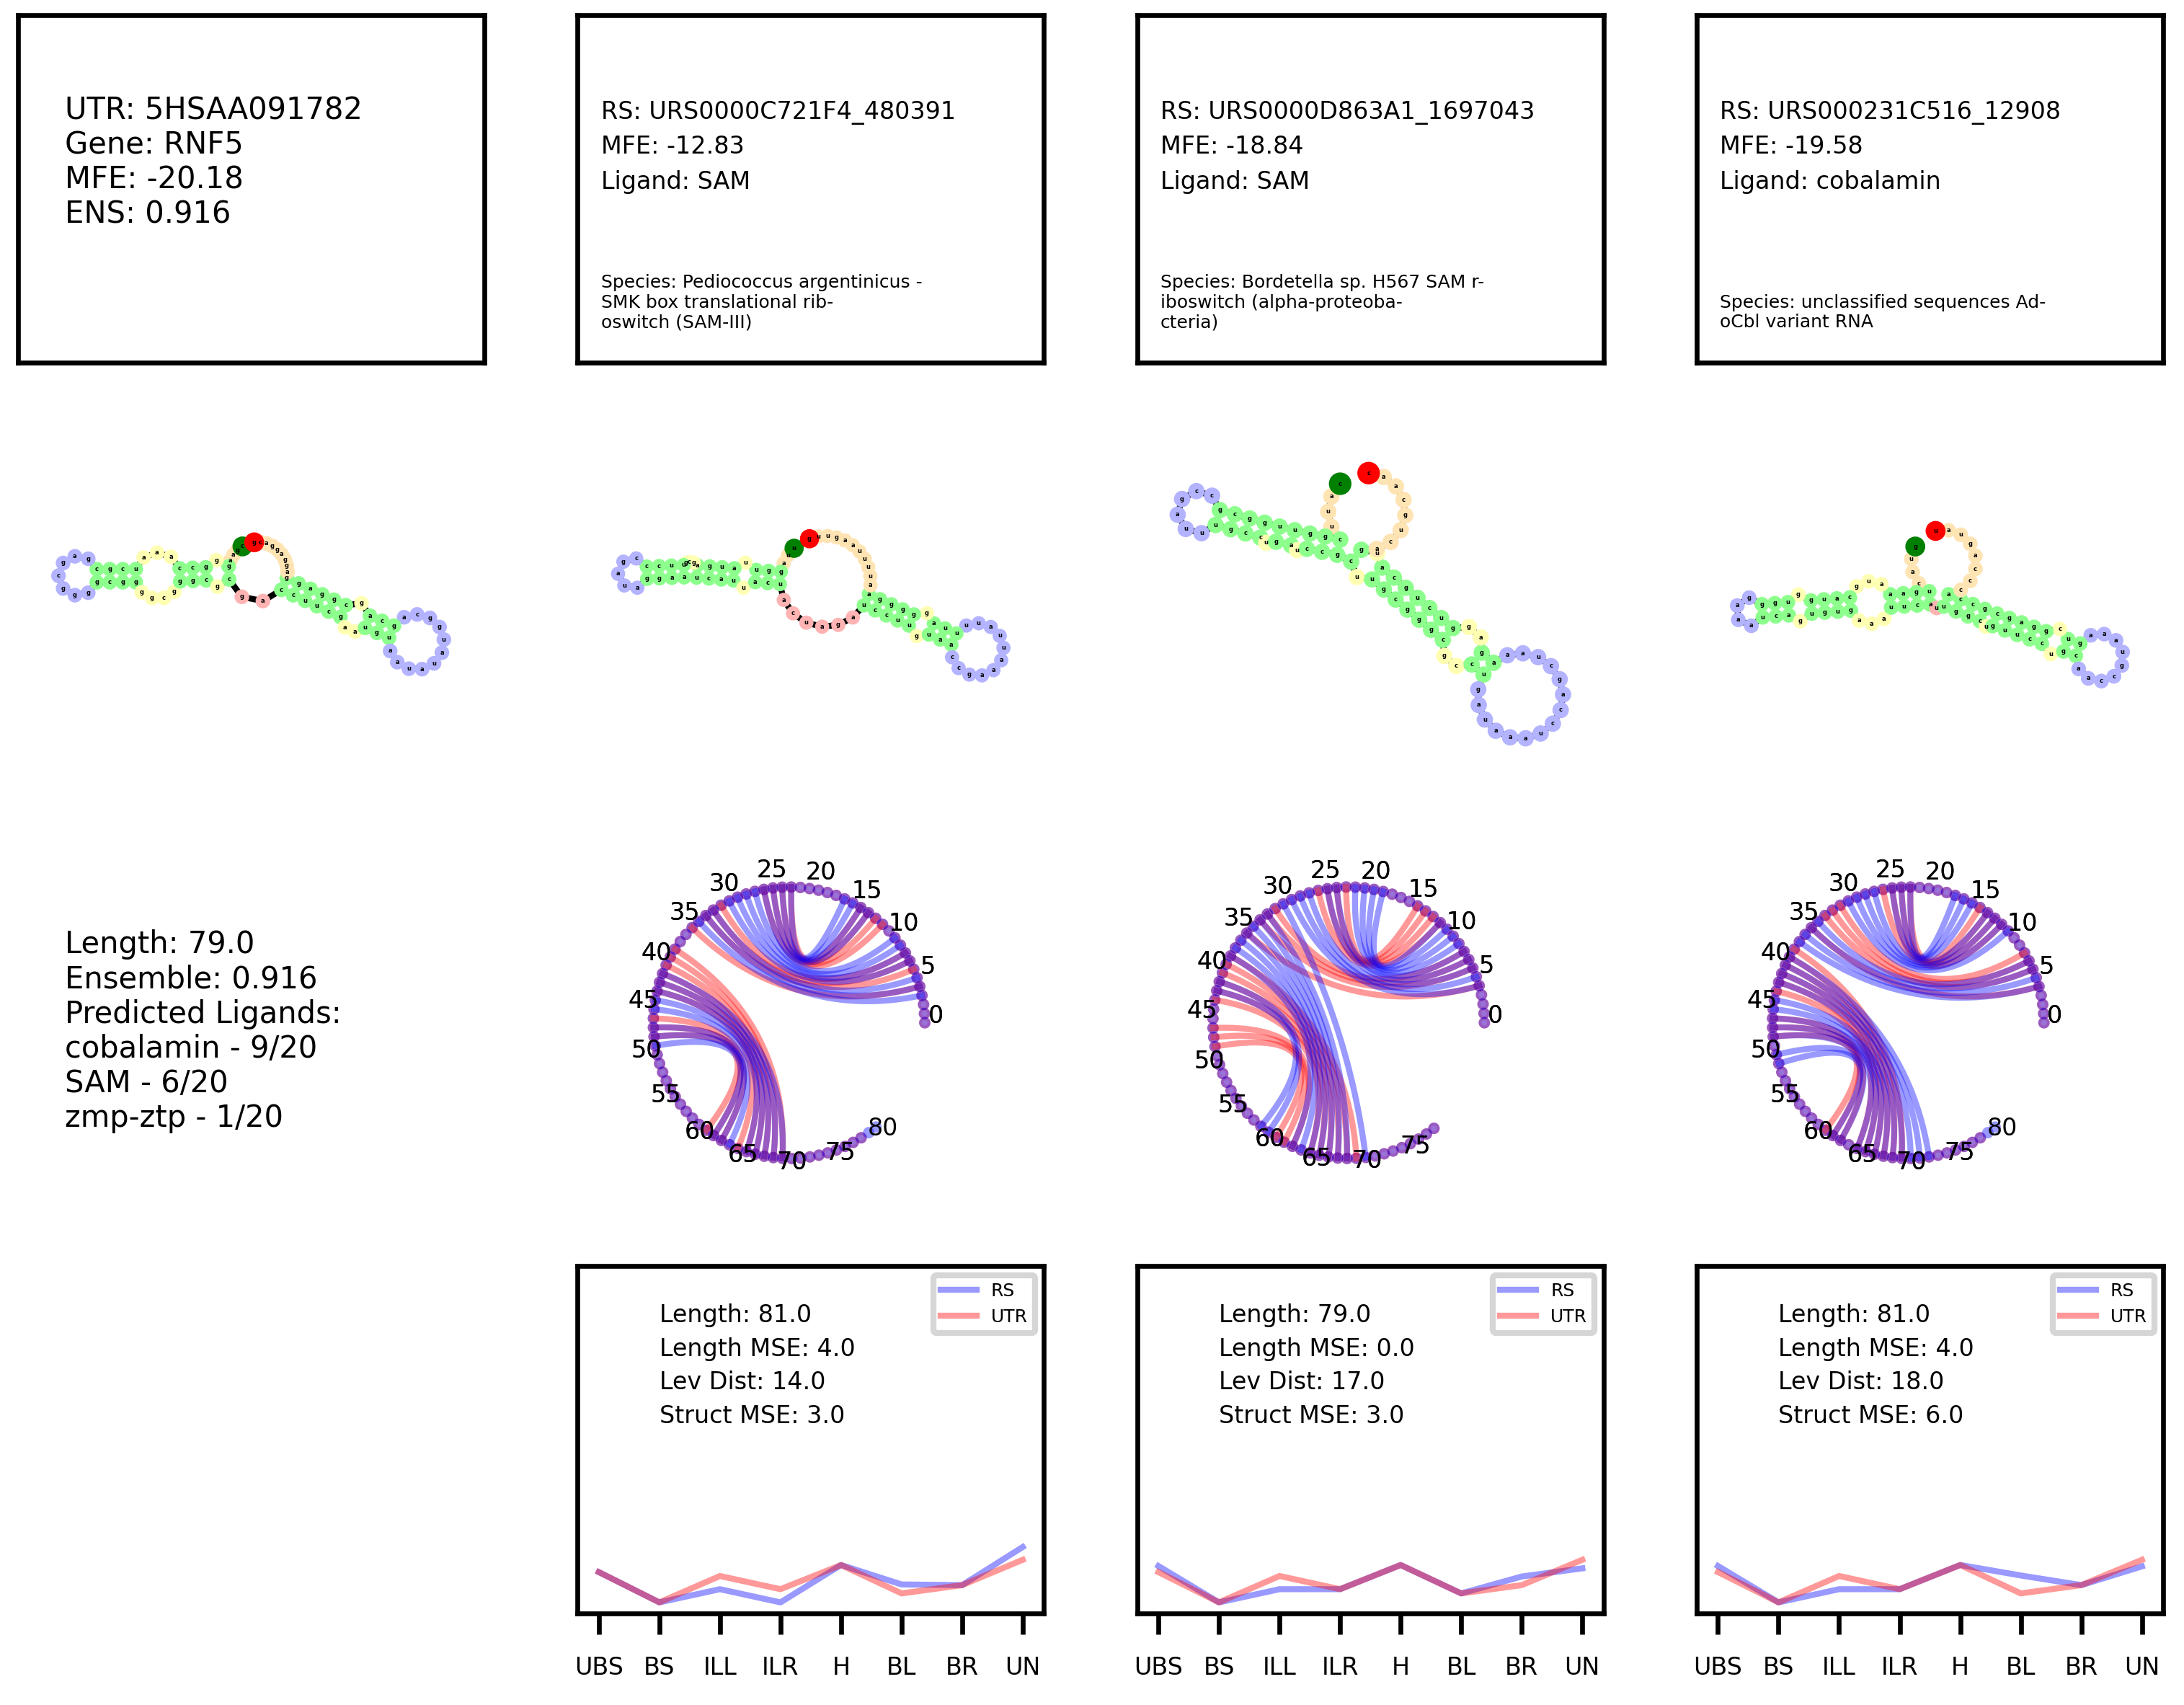 UTR: 5HSAA091782
Gene: RNF5
MFE: -20.18
ENS: 0.916
RS: URS0000C721F4_480391
MFE: -12.83
Ligand: SAM
Species: Pediococcus argentinicus -
SMK box translational rib-
oswitch (SAM-III)
RS: URS0000D863A1_1697043
MFE: -18.84
Ligand: SAM
Species: Bordetella sp. H567 SAM r-
iboswitch (alpha-proteoba-
cteria)
RS: URS000231C516_12908
MFE: -19.58
Ligand: cobalamin
Species: unclassified sequences Ad-
oCbl variant RNA
Length: 79.0
Ensemble: 0.916
Predicted Ligands:
cobalamin - 9/20
SAM - 6/20
zmp-ztp - 1/20
0 5 10 15 20 25 30 35 40 45 50 55 60 65 70 75 80
0 5 10 15 20 25 30 35 40 45 50 55 60 65 70 75
0 5 10 15 20 25 30 35 40 45 50 55 60 65 70 75 80
Length: 81.0
Length MSE: 4.0
Lev Dist: 14.0
Struct MSE: 3.0
RS
UTR
UBS BS ILL ILR H BL BR UN
Length: 79.0
Length MSE: 0.0
Lev Dist: 17.0
Struct MSE: 3.0
RS
UTR
UBS BS ILL ILR H BL BR UN
Length: 81.0
Length MSE: 4.0
Lev Dist: 18.0
Struct MSE: 6.0
RS
UTR
UBS BS ILL ILR H BL BR UN